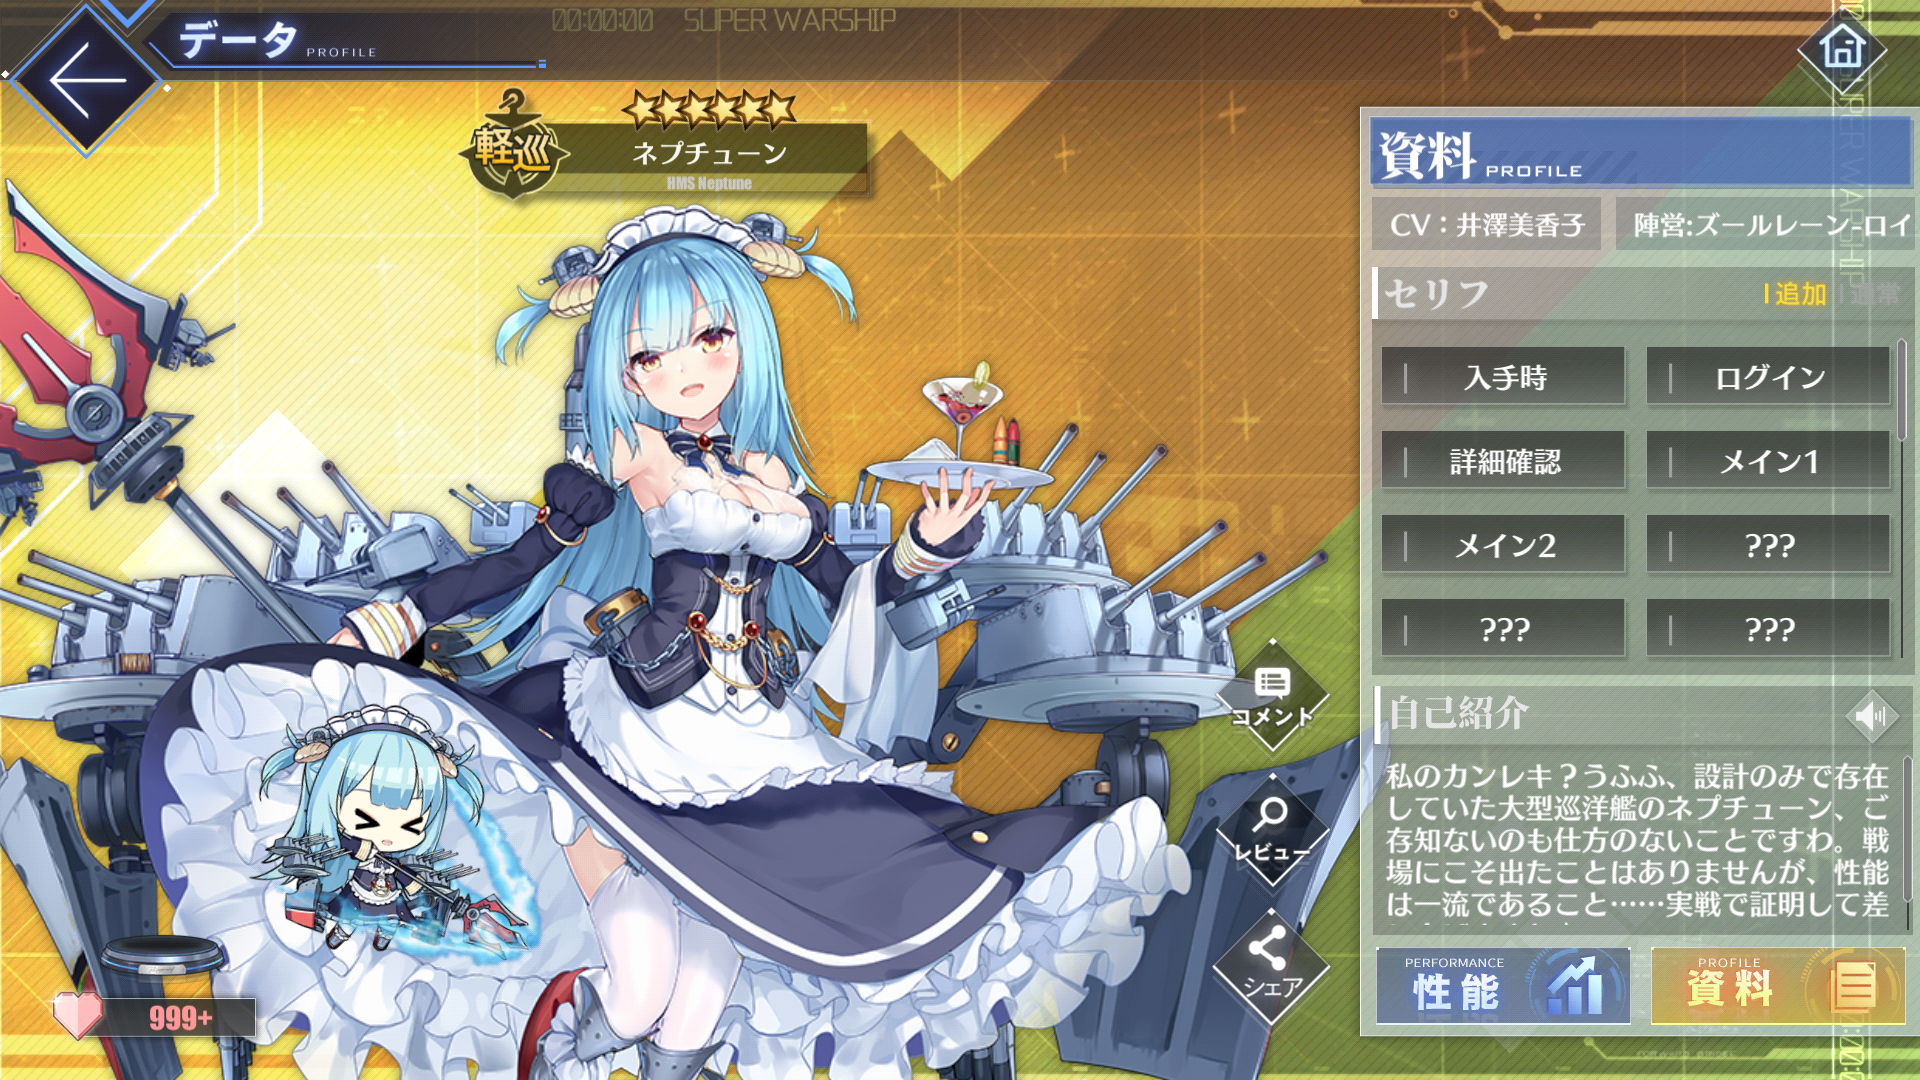 データ PROFILE
00:00:00 SUPER WARSHIP
軽巡
ネプチューン
HMS Neptune
資料 PROFILE
CV：井澤美香子
陣営:ズールレーン-ロイ
セリフ
追加
通常
入手時
ログイン
詳細確認
メイン1
メイン2
???
???
???
自己紹介
私のカンレキ？うふふ、設計のみで存在
していた大型巡洋艦のネプチューン、ご
存知ないのも仕方のないことですわ。戦
場にこそ出たことはありませんが、性能
は一流であること……実戦で証明して差
コメント
レビュー
シェア
999+
PERFORMANCE
性能
PROFILE
資料